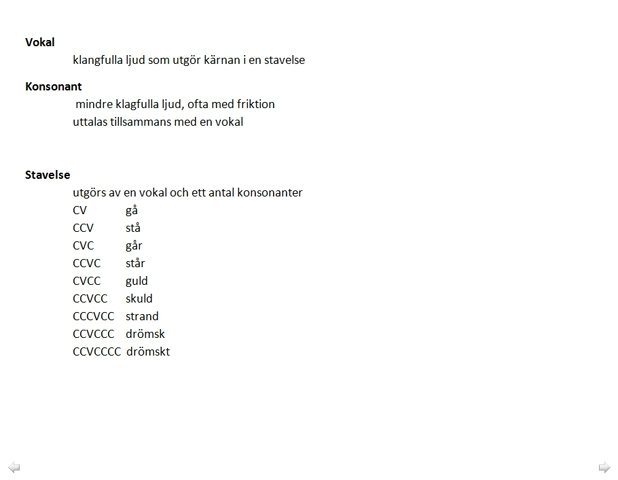 Vokal
klangfulla ljud som utgör kärnan i en stavelse
Konsonant
mindre klagfulla ljud, ofta med friktion
uttalas tillsammans med en vokal
Stavelse
utgörs av en vokal och ett antal konsonanter
CV gå
CCV stå
CVC går
CCVC står
CVCC guld
CCVCC skuld
CCCVCC strand
CCVCCC drömsk
CCVCCCC drömskt